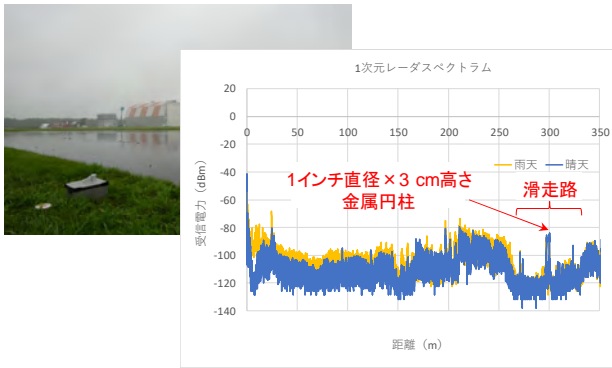 1次元レーダスペクトラム
20
0
-20
-40
-60
-80
-100
-120
-140
0 50 100 150 200 250 300 350
受信電力（dBm）
距離（m）
雨天 晴天
1インチ直径×3 cm高さ
金属円柱
滑走路